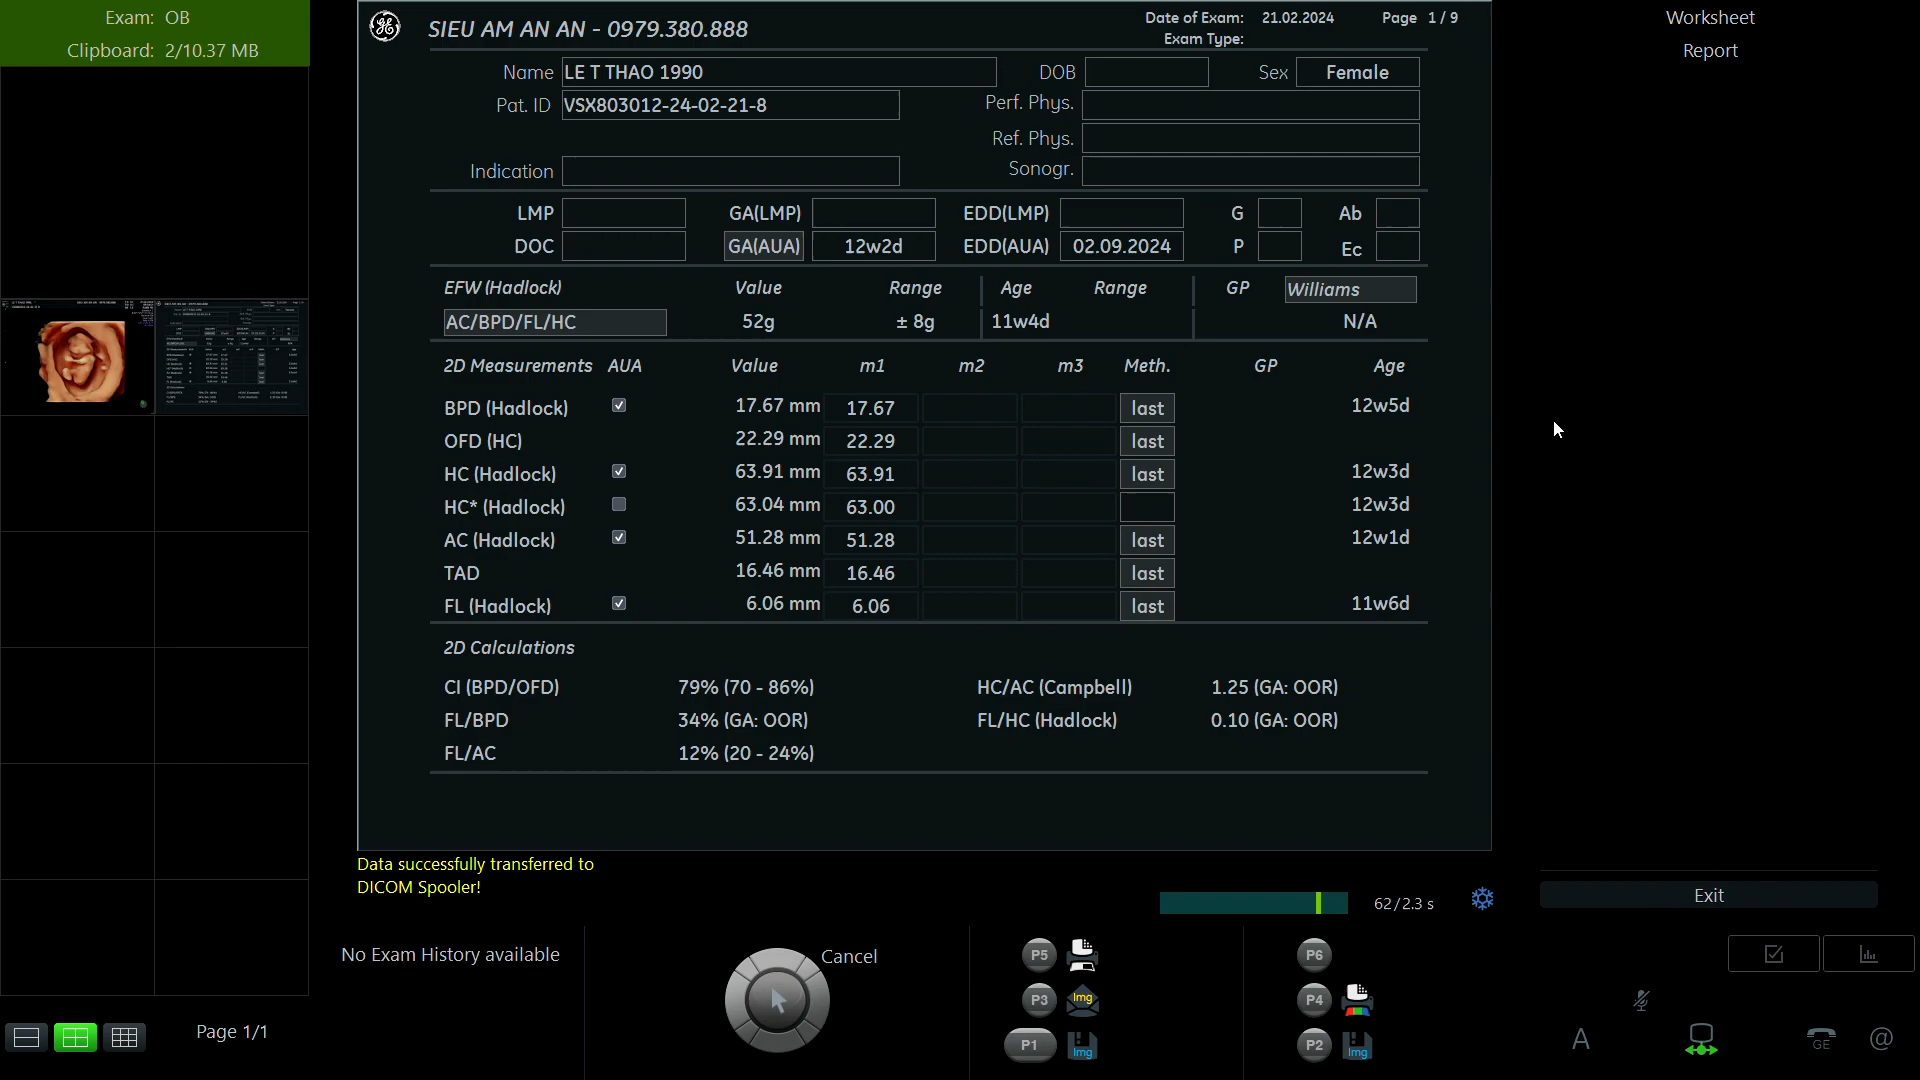 Exam: OB
Clipboard: 2/10.37 MB
SIEU AM AN AN - 0979.380.888
Date of Exam: 21.02.2024 Page 1 / 9
Exam Type:
Worksheet
Report
Name LE T THAO 1990 DOB Sex Female
Pat. ID VSX803012-24-02-21-8 Perf. Phys.
Ref. Phys.
Indication Sonogr.
LMP GA(LMP) EDD(LMP) G Ab
DOC GA(AUA) 12w2d EDD(AUA) 02.09.2024 P Ec
EFW (Hadlock) Value Range Age Range GP Williams
AC/BPD/FL/HC 52g ± 8g 11w4d N/A
2D Measurements AUA Value m1 m2 m3 Meth. GP Age
BPD (Hadlock) 17.67 mm 17.67 last 12w5d
OFD (HC) 22.29 mm 22.29 last
HC (Hadlock) 63.91 mm 63.91 last 12w3d
HC* (Hadlock) 63.04 mm 63.00 12w3d
AC (Hadlock) 51.28 mm 51.28 last 12w1d
TAD 16.46 mm 16.46 last
FL (Hadlock) 6.06 mm 6.06 last 11w6d
2D Calculations
CI (BPD/OFD) 79% (70 - 86%) HC/AC (Campbell) 1.25 (GA: OOR)
FL/BPD 34% (GA: OOR) FL/HC (Hadlock) 0.10 (GA: OOR)
FL/AC 12% (20 - 24%)
Data successfully transferred to
DICOM Spooler!
62/2.3 s
Exit
No Exam History available
Cancel
P5 P6
P3 Img P4
P1 Img P2 Img
Page 1/1
A GE @